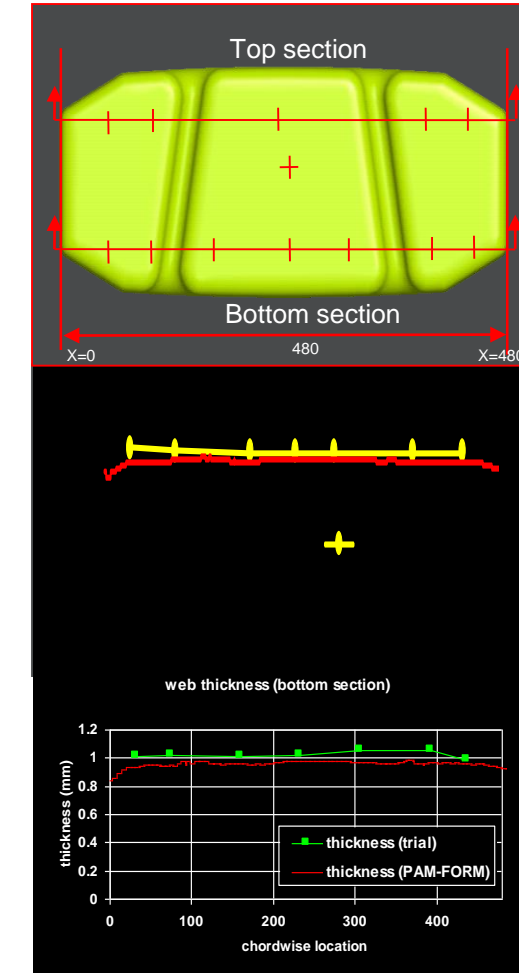 Top section
Bottom section
X=0
480
X=480
web thickness (bottom section)
thickness (mm)
1.2
1
0.8
0.6
0.4
0.2
0
thickness (trial)
thickness (PAM-FORM)
0
100
200
300
400
chordwise location